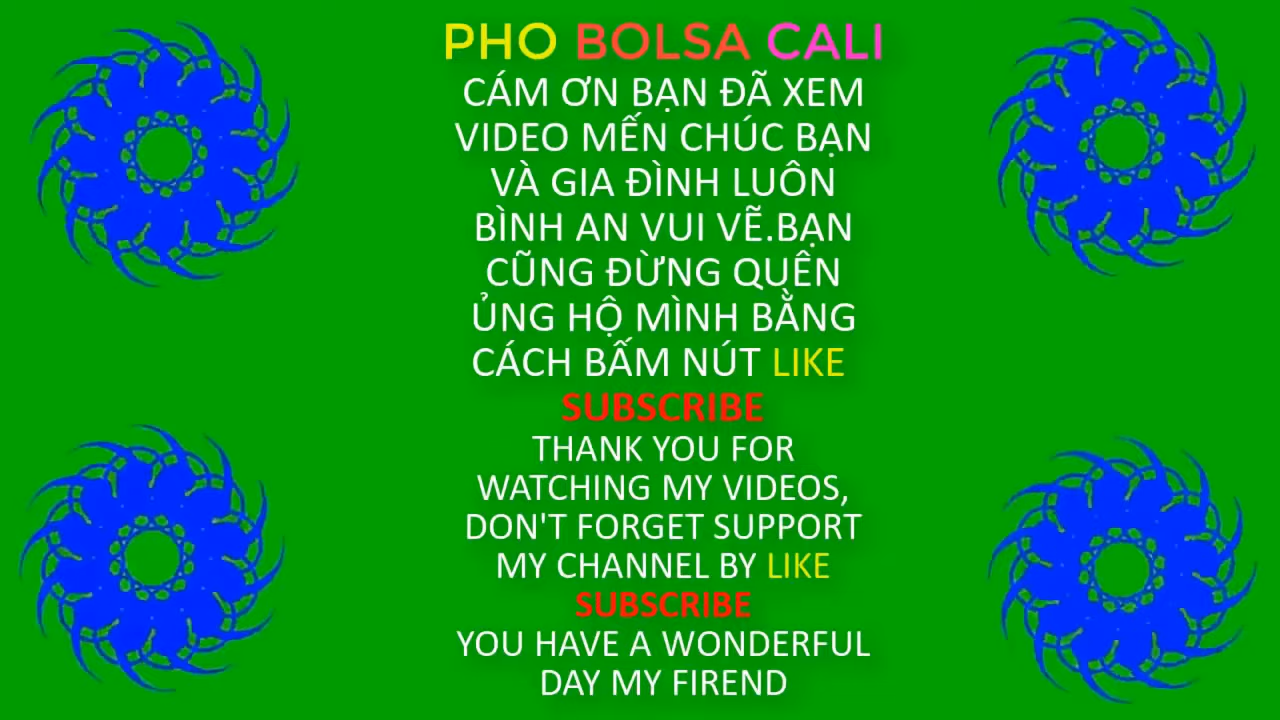 PHO BOLSA CALI
CÁM ƠN BẠN ĐÃ XEM
VIDEO MẾN CHÚC BẠN
VÀ GIA ĐÌNH LUÔN
BÌNH AN VUI VẼ.BẠN
CŨNG ĐỪNG QUÊN
ỦNG HỘ MÌNH BẰNG
CÁCH BẤM NÚT LIKE
SUBSCRIBE
THANK YOU FOR
WATCHING MY VIDEOS,
DON'T FORGET SUPPORT
MY CHANNEL BY LIKE
SUBSCRIBE
YOU HAVE A WONDERFUL
DAY MY FIREND